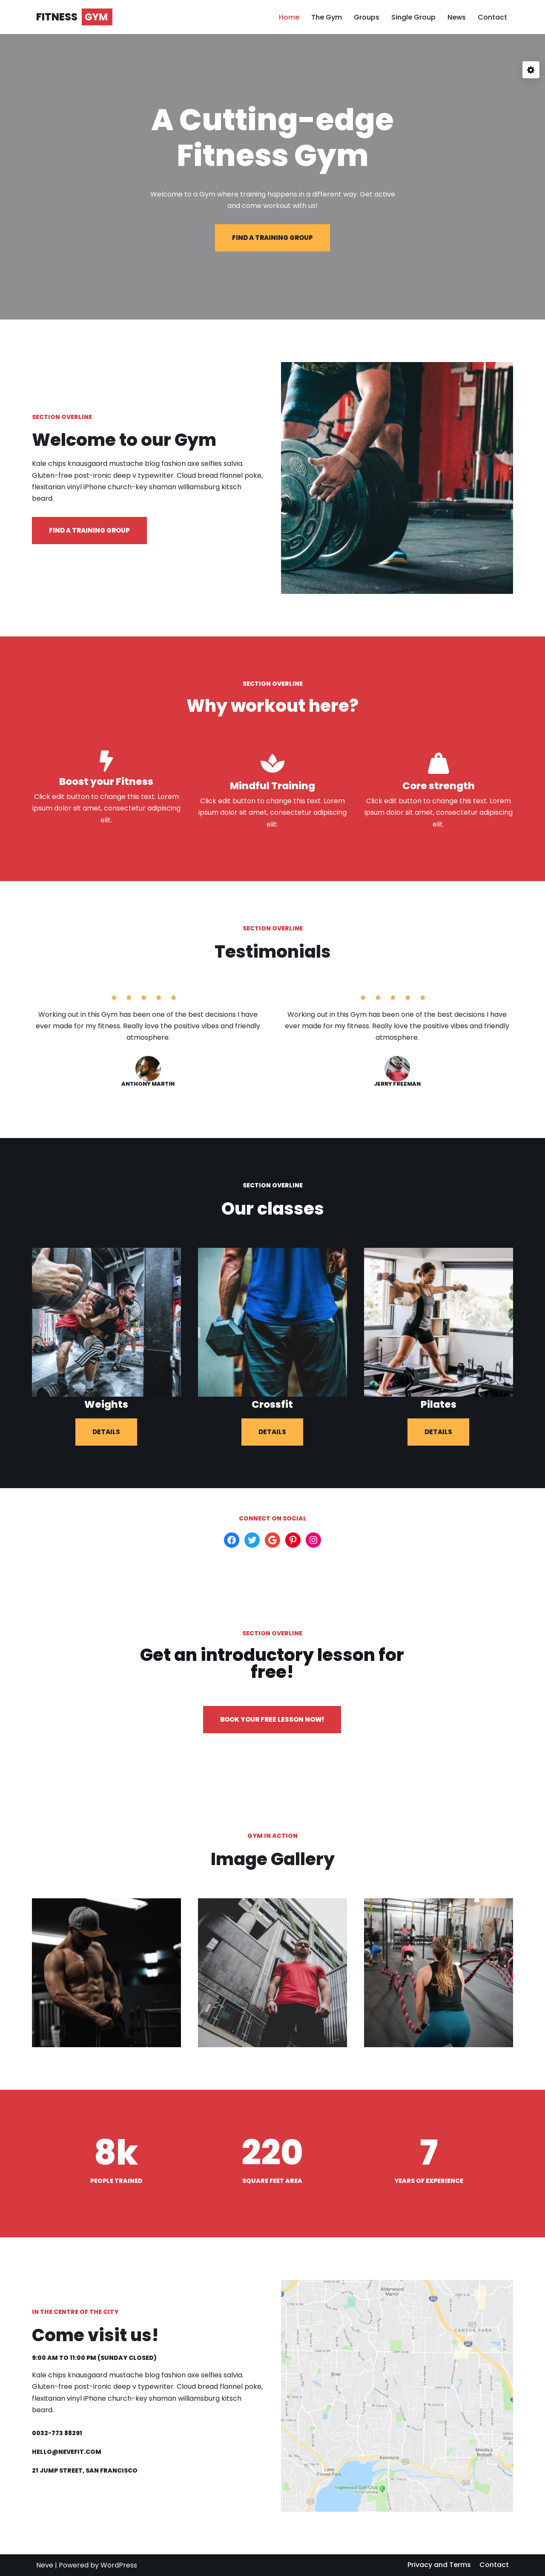 FITNESS GYM
Home The Gym Groups Single Group News Contact
A Cutting-edge
Fitness Gym
Welcome to a Gym where training happens in a different way. Get active
and come workout with us!
FIND A TRAINING GROUP
SECTION OVERLINE
Welcome to our Gym
Kale chips knausgaard mustache blog fashion axe selfies salvia.
Gluten-free post-ironic deep v typewriter. Cloud bread flannel poke,
flexitarian vinyl iPhone church-key shaman williamsburg kitsch
beard.
FIND A TRAINING GROUP
SECTION OVERLINE
Why workout here?
Boost your Fitness
Click edit button to change this text. Lorem
ipsum dolor sit amet, consectetur adipiscing
elit.
Mindful Training
Click edit button to change this text. Lorem
ipsum dolor sit amet, consectetur adipiscing
elit.
Core strength
Click edit button to change this text. Lorem
ipsum dolor sit amet, consectetur adipiscing
elit.
SECTION OVERLINE
Testimonials
Working out in this Gym has been one of the best decisions I have
ever made for my fitness. Really love the positive vibes and friendly
atmosphere.
ANTHONY MARTIN
Working out in this Gym has been one of the best decisions I have
ever made for my fitness. Really love the positive vibes and friendly
atmosphere.
JERRY FREEMAN
SECTION OVERLINE
Our classes
Weights
DETAILS
Crossfit
DETAILS
Pilates
DETAILS
CONNECT ON SOCIAL
SECTION OVERLINE
Get an introductory lesson for
free!
BOOK YOUR FREE LESSON NOW!
GYM IN ACTION
Image Gallery
8k
PEOPLE TRAINED
220
SQUARE FEET AREA
7
YEARS OF EXPERIENCE
IN THE CENTRE OF THE CITY
Come visit us!
9:00 AM TO 11:00 PM (SUNDAY CLOSED)
Kale chips knausgaard mustache blog fashion axe selfies salvia.
Gluten-free post-ironic deep v typewriter. Cloud bread flannel poke,
flexitarian vinyl iPhone church-key shaman williamsburg kitsch
beard.
0032-773 88291
HELLO@NEVEFIT.COM
21 JUMP STREET, SAN FRANCISCO
Alderwood
Manor
CANYON PARK
Brier
Kenmore
Lake
Forest Park
Inglewood Golf Club
Bothell
Neve | Powered by WordPress
Privacy and Terms Contact